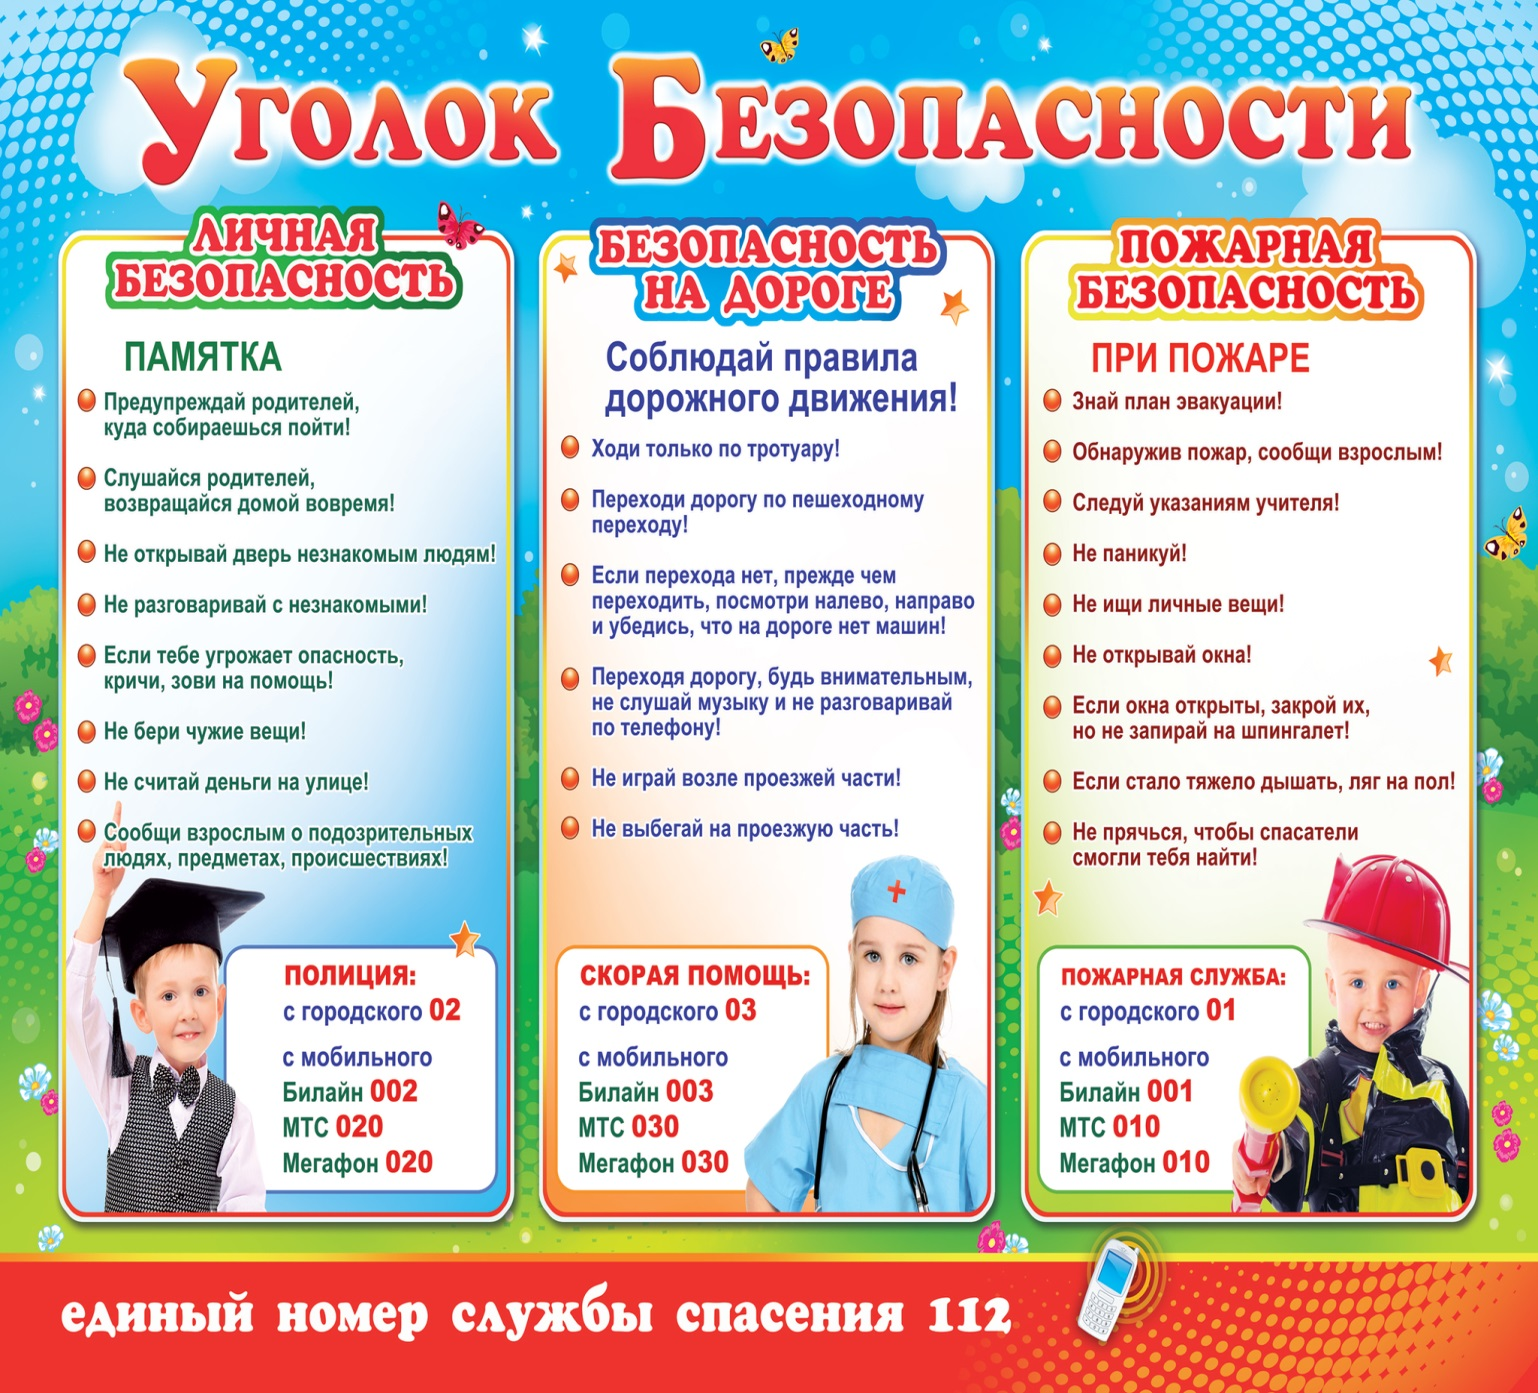 Уголок Безопасности
ЛИЧНАЯ
БЕЗОПАСНОСТЬ
ПАМЯТКА
Предупреждай родителей,
куда собираешься пойти!
Слушайся родителей,
возвращайся домой вовремя!
Не открывай дверь незнакомым людям!
Не разговаривай с незнакомыми!
Если тебе угрожает опасность,
кричи, зови на помощь!
Не бери чужие вещи!
Не считай деньги на улице!
Сообщи взрослым о подозрительных
людях, предметах, происшествиях!
ПОЛИЦИЯ:
с городского 02
с мобильного
Билайн 002
МТС 020
Мегафон 020
БЕЗОПАСНОСТЬ
НА ДОРОГЕ
Соблюдай правила
дорожного движения!
Ходи только по тротуару!
Переходи дорогу по пешеходному
переходу!
Если перехода нет, прежде чем
переходить, посмотри налево, направо
и убедись, что на дороге нет машин!
Переходя дорогу, будь внимательным,
не слушай музыку и не разговаривай
по телефону!
Не играй возле проезжей части!
Не выбегай на проезжую часть!
СКОРАЯ ПОМОЩЬ:
с городского 03
с мобильного
Билайн 003
МТС 030
Мегафон 030
ПОЖАРНАЯ
БЕЗОПАСНОСТЬ
ПРИ ПОЖАРЕ
Знай план эвакуации!
Обнаружив пожар, сообщи взрослым!
Следуй указаниям учителя!
Не паникуй!
Не ищи личные вещи!
Не открывай окна!
Если окна открыты, закрой их,
но не запирай на шпингалет!
Если стало тяжело дышать, ляг на пол!
Не прячься, чтобы спасатели
смогли тебя найти!
ПОЖАРНАЯ СЛУЖБА:
с городского 01
с мобильного
Билайн 001
МТС 010
Мегафон 010
единый номер службы спасения 112